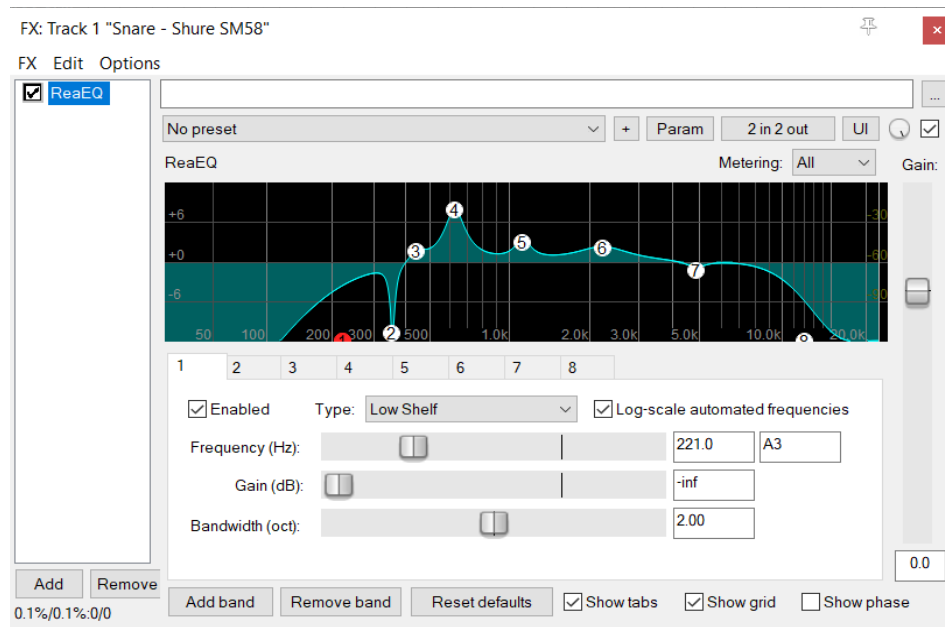 FX: Track 1 "Snare - Shure SM58"
FX Edit Options
ReaEQ
...
No preset + Param 2 in 2 out UI
ReaEQ Metering: All Gain:
+6 -30
+0 -60
-6 -90
4
3 5 6
7
1 2 8
50 100 200 300 500 1.0k 2.0k 3.0k 5.0k 10.0k 20.0k
1 2 3 4 5 6 7 8
Enabled Type: Low Shelf Log-scale automated frequencies
Frequency (Hz): 221.0 A3
Gain (dB): -inf
Bandwidth (oct): 2.00
0.0
Add Remove
Add band Remove band Reset defaults Show tabs Show grid Show phase
0.1%/0.1%:0/0